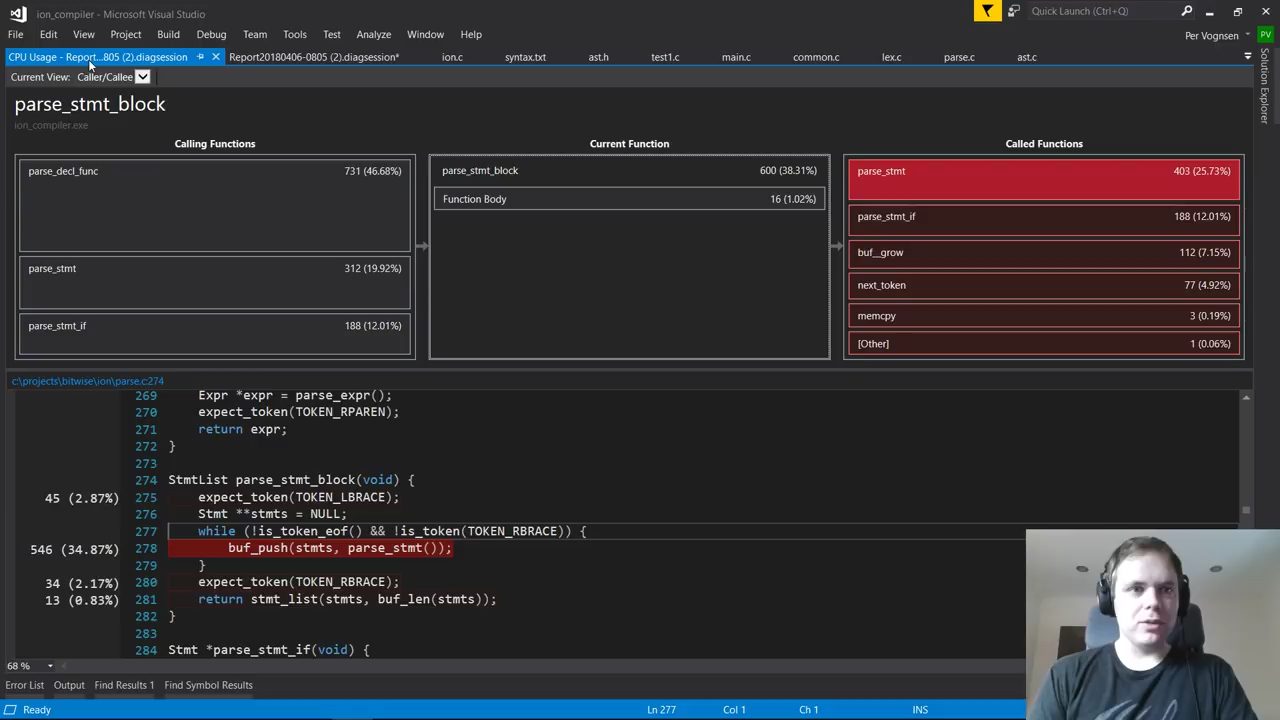 ion_compiler - Microsoft Visual Studio
Quick Launch (Ctrl+Q)
File Edit View Project Build Debug Team Tools Test Analyze Window Help
Per Vognsen PV
CPU Usage - Report...805 (2).diagsession Report20180406-0805 (2).diagsession* ion.c syntax.txt ast.h test1.c main.c common.c lex.c parse.c ast.c
Solution Explorer
Current View: Caller/Callee
parse_stmt_block
ion_compiler.exe
Calling Functions Current Function Called Functions
parse_decl_func 731 (46.68%)
parse_stmt 312 (19.92%)
parse_stmt_if 188 (12.01%)
parse_stmt_block 600 (38.31%)
Function Body 16 (1.02%)
parse_stmt 403 (25.73%)
parse_stmt_if 188 (12.01%)
buf__grow 112 (7.15%)
next_token 77 (4.92%)
memcpy 3 (0.19%)
[Other] 1 (0.06%)
c:\projects\bitwise\ion\parse.c:274
269 Expr *expr = parse_expr();
270 expect_token(TOKEN_RPAREN);
271 return expr;
272 }
273
274 StmtList parse_stmt_block(void) {
45 (2.87%) 275 expect_token(TOKEN_LBRACE);
276 Stmt **stmts = NULL;
277 while (!is_token_eof() && !is_token(TOKEN_RBRACE)) {
546 (34.87%) 278 buf_push(stmts, parse_stmt());
279 }
34 (2.17%) 280 expect_token(TOKEN_RBRACE);
13 (0.83%) 281 return stmt_list(stmts, buf_len(stmts));
282 }
283
284 Stmt *parse_stmt_if(void) {
68 %
Error List Output Find Results 1 Find Symbol Results
Ready Ln 277 Col 1 Ch 1 INS